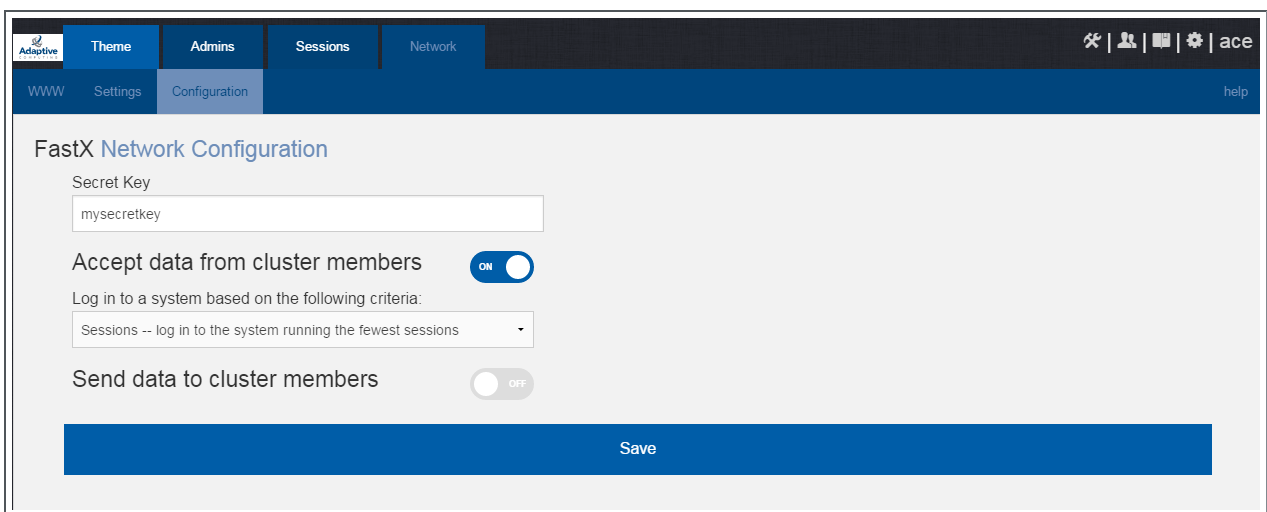 Adaptive
COMPUTING
Theme Admins Sessions Network
| | | | ace
WWW Settings Configuration help
FastX Network Configuration
Secret Key
mysecretkey
Accept data from cluster members ON
Log in to a system based on the following criteria:
Sessions -- log in to the system running the fewest sessions
Send data to cluster members OFF
Save